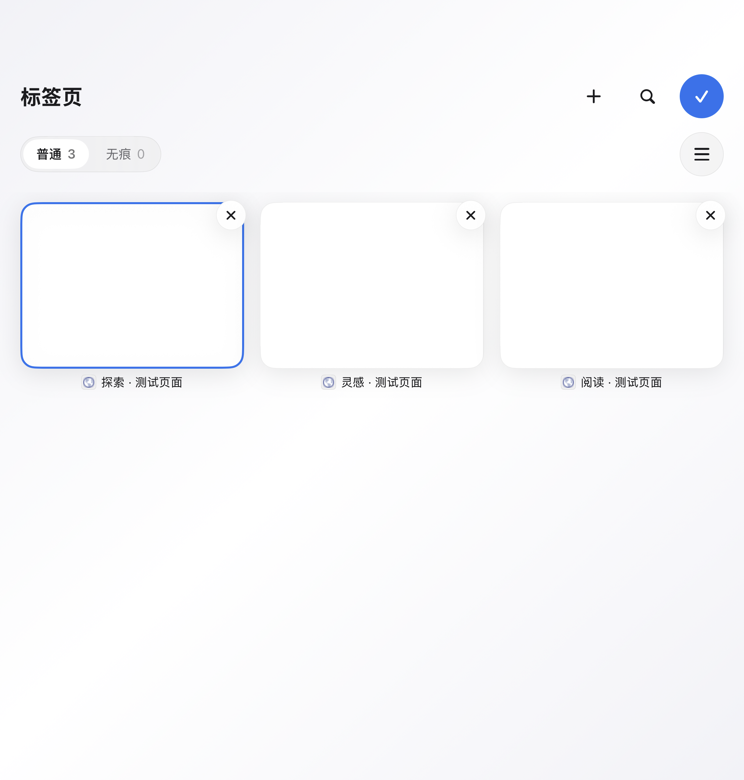 标签页
普通 3 无痕 0
探索 · 测试页面
灵感 · 测试页面
阅读 · 测试页面